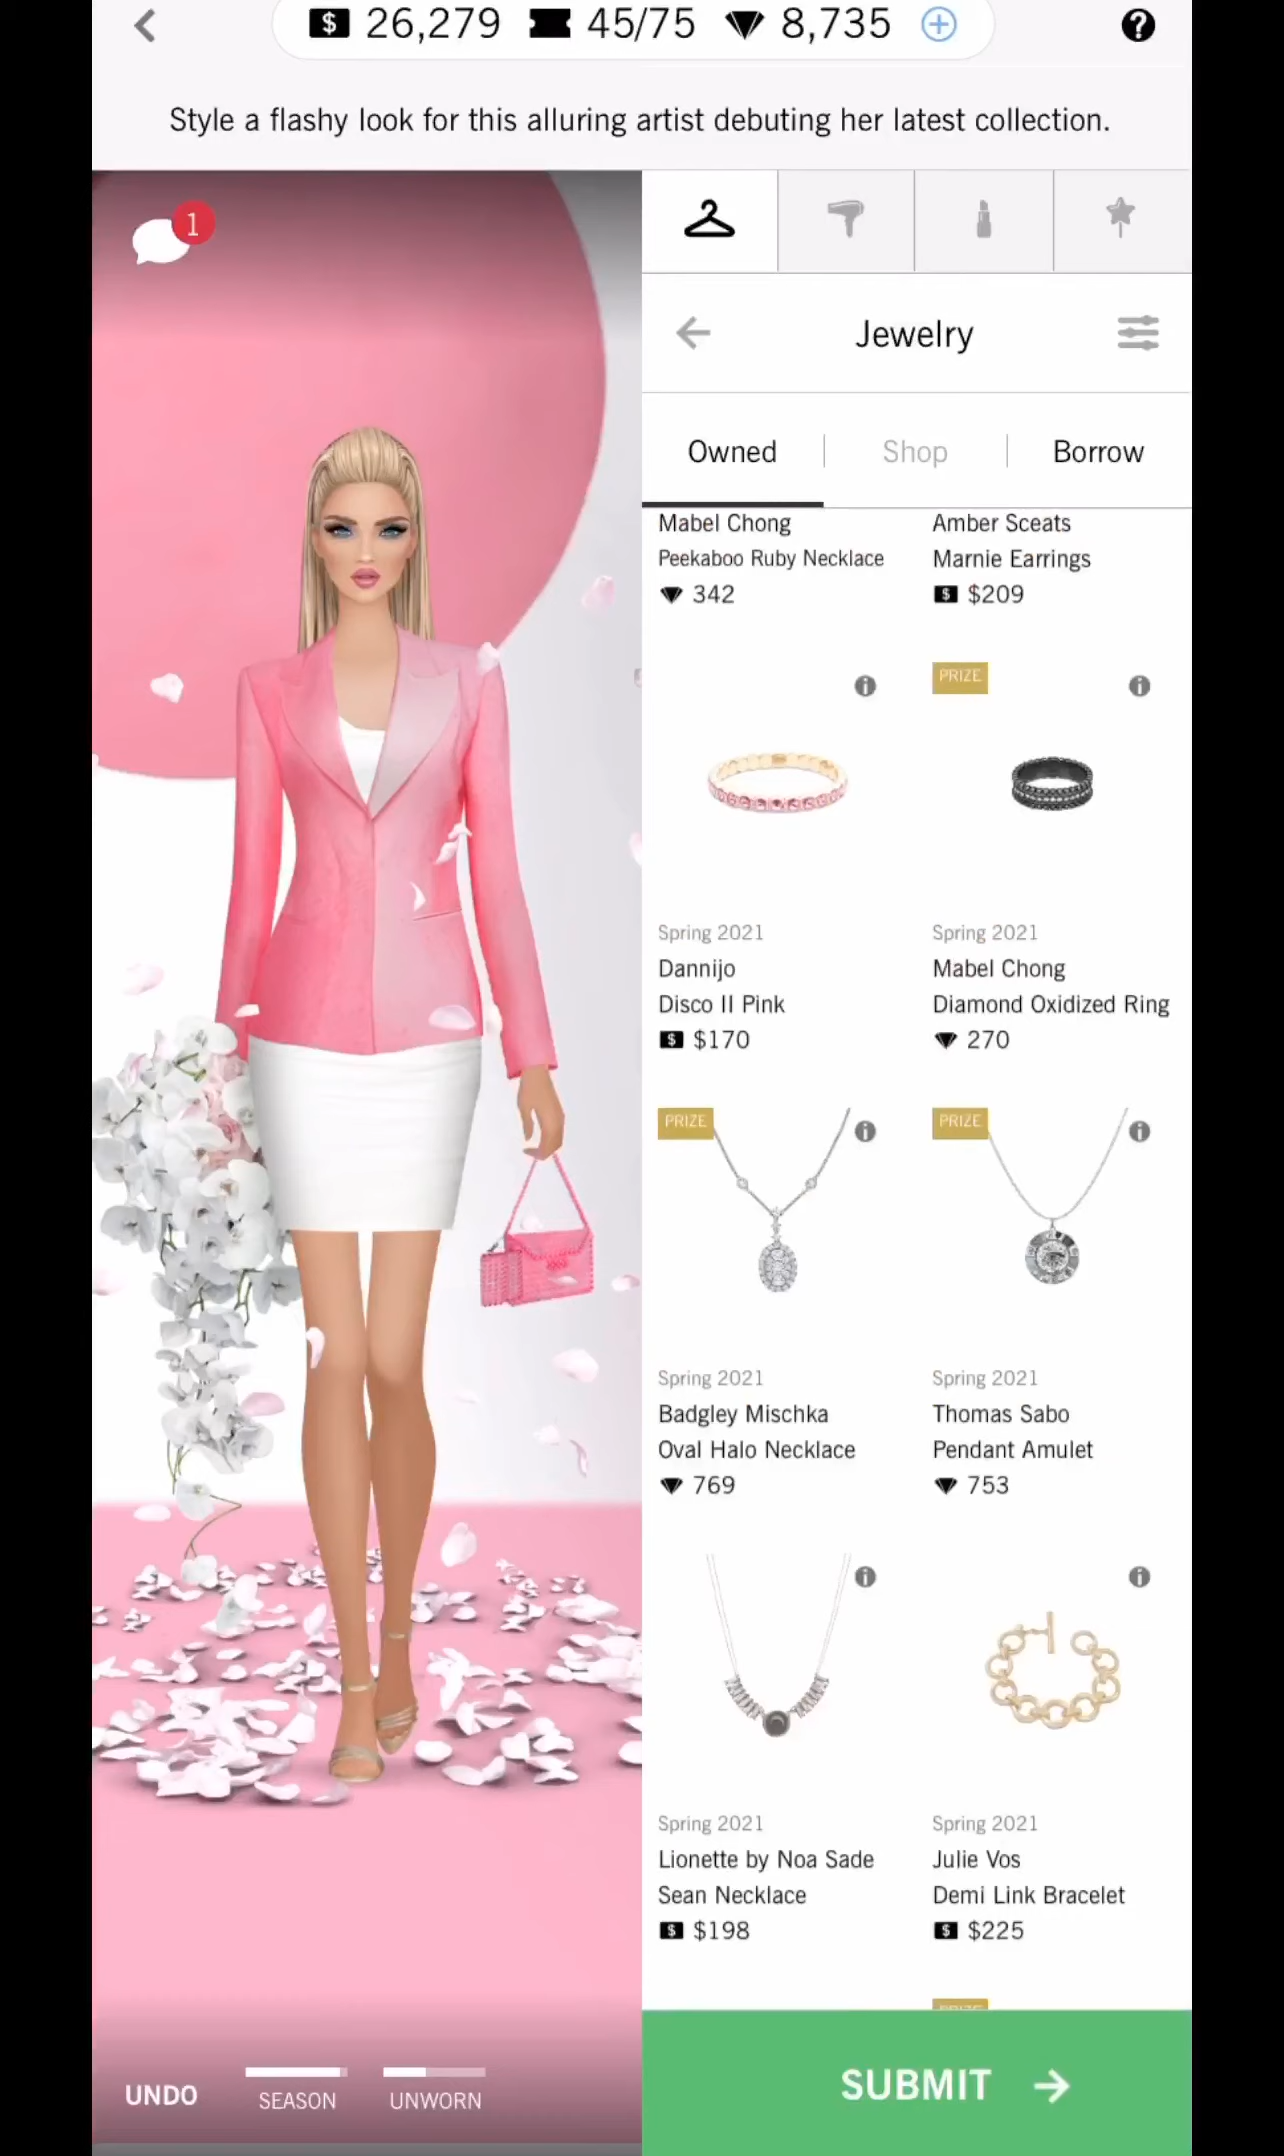 $ 26,279 45/75 8,735 + ?
Style a flashy look for this alluring artist debuting her latest collection.
1
Jewelry
Owned Shop Borrow
Mabel Chong
Peekaboo Ruby Necklace
342
Amber Sceats
Marnie Earrings
$ $209
i
Spring 2021
Dannijo
Disco II Pink
$ $170
PRIZE
i
Spring 2021
Mabel Chong
Diamond Oxidized Ring
270
PRIZE
i
Spring 2021
Badgley Mischka
Oval Halo Necklace
769
PRIZE
i
Spring 2021
Thomas Sabo
Pendant Amulet
753
i
Spring 2021
Lionette by Noa Sade
Sean Necklace
$ $198
i
Spring 2021
Julie Vos
Demi Link Bracelet
$ $225
PRIZE
UNDO SEASON UNWORN
SUBMIT